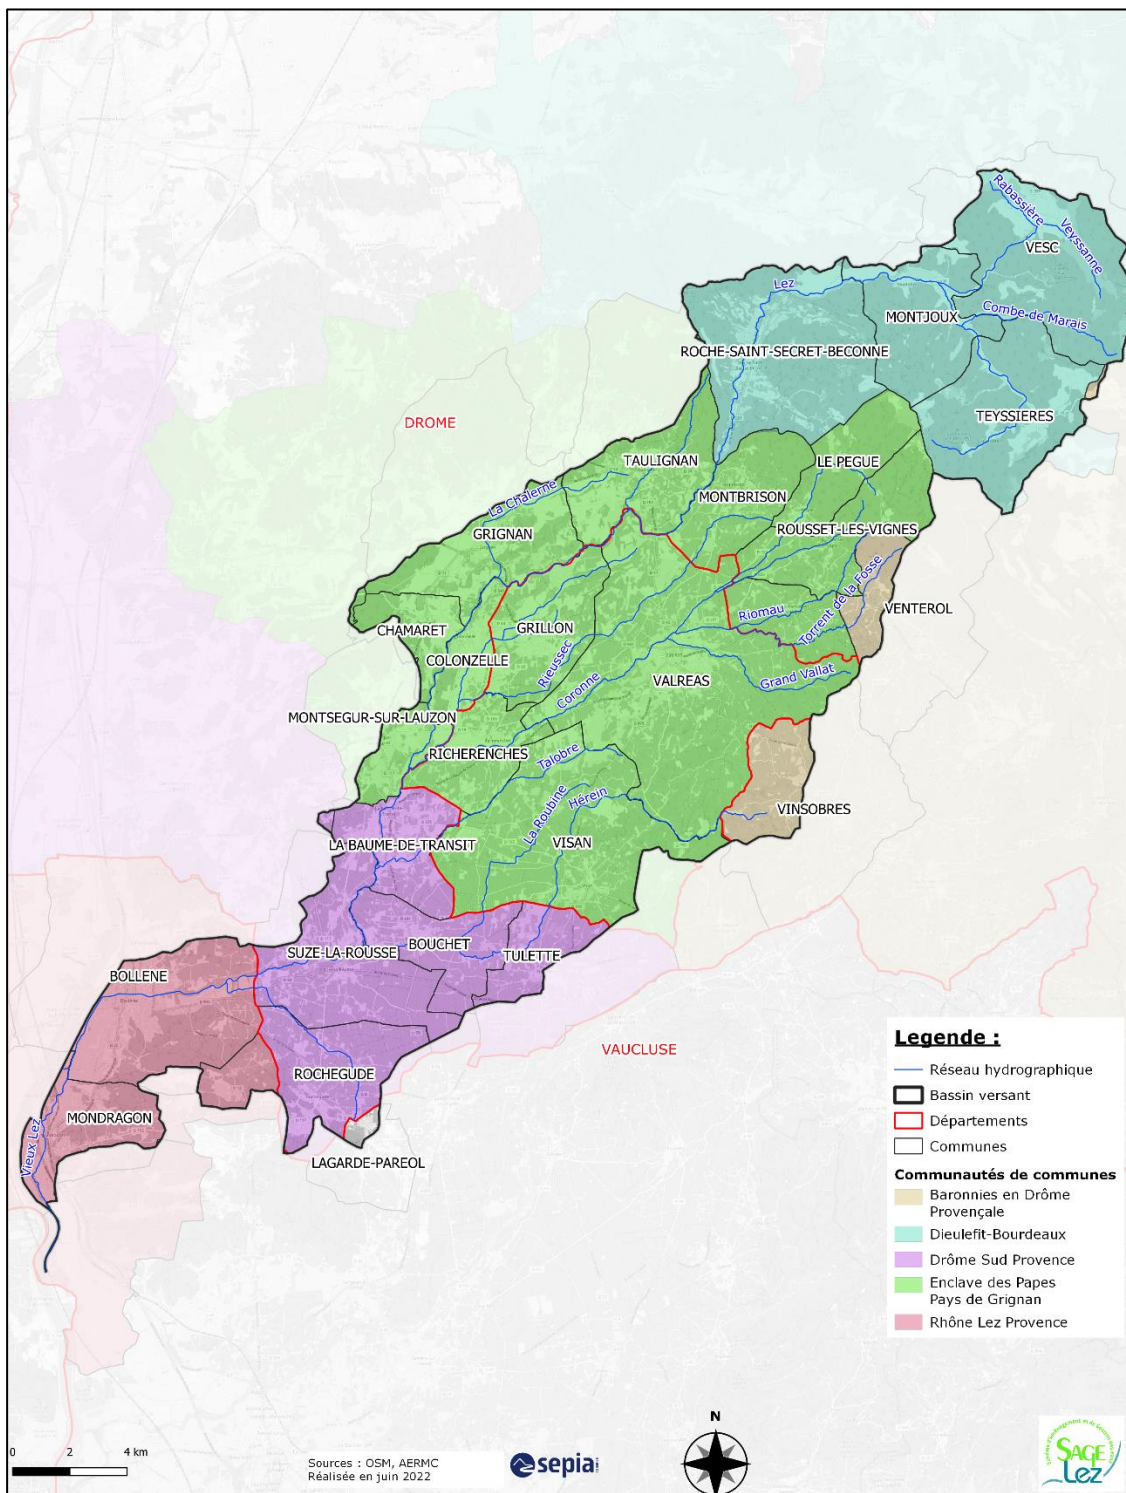 Rabassière
Veyssanne
VESC
Lez
Combe de Marais
MONTJOUX
ROCHE-SAINT-SECRET-BECONNE
TEYSSIERES
DROME
TAULIGNAN
LE PEGUE
La Chalerne
MONTBRISON
GRIGNAN
ROUSSET-LES-VIGNES
Torrent de la Fosse
VENTEROL
Riomau
CHAMARET
GRILLON
COLONZELLE
Rieussec
Coronne
VALREAS
Grand Vallat
MONTSEGUR-SUR-LAUZON
RICHERENCHES
Talobre
La Roubine
Hérein
VINSOBRES
LA BAUME-DE-TRANSIT
VISAN
SUZE-LA-ROUSSE
BOUCHET
TULETTE
BOLLENE
VAUCLUSE
ROCHEGUDE
MONDRAGON
Vieux Lez
LAGARDE-PAREOL
Legende :
Réseau hydrographique
Bassin versant
Départements
Communes
Communautés de communes
Baronnies en Drôme
Provençale
Dieulefit-Bourdeaux
Drôme Sud Provence
Enclave des Papes
Pays de Grignan
Rhône Lez Provence
N
0 2 4 km
Sources : OSM, AERMC
Réalisée en juin 2022
sepia
SAGE
Lez